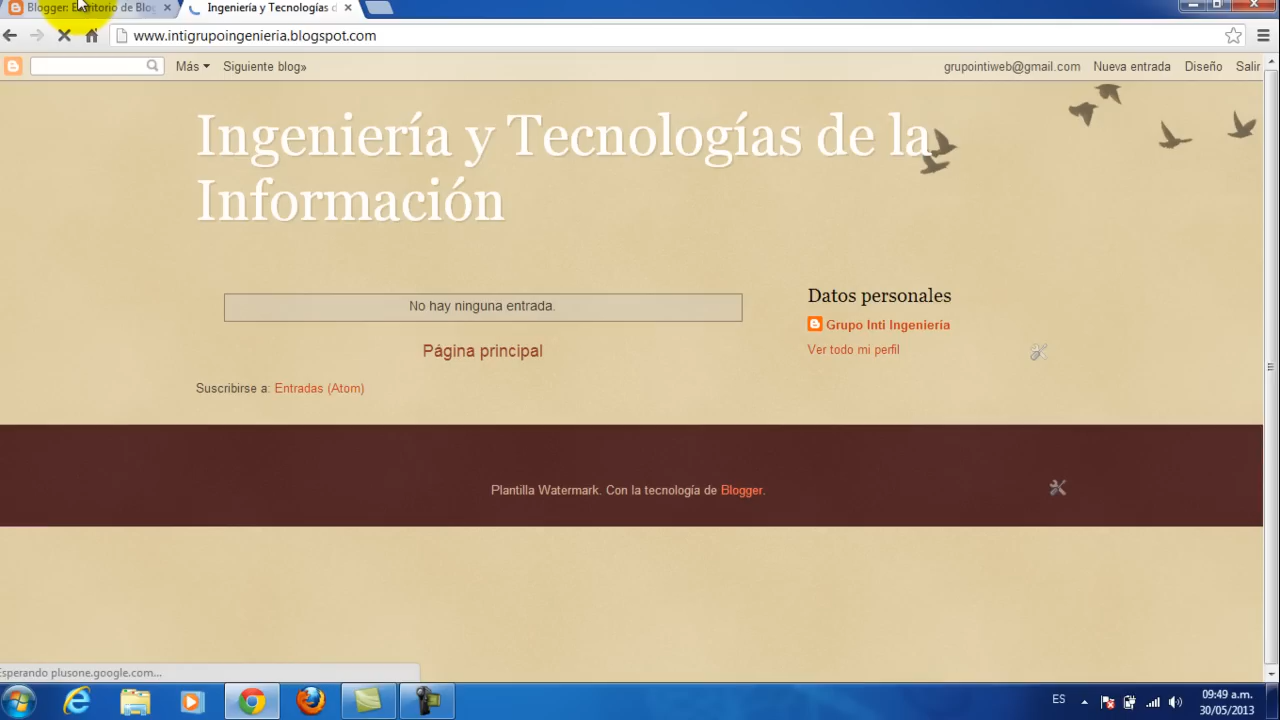 Blogger: Escritorio de Blog
Ingeniería y Tecnologías d
www.intigrupoingenieria.blogspot.com
Más Siguiente blog» grupointiweb@gmail.com Nueva entrada Diseño Salir
Ingeniería y Tecnologías de la
Información
No hay ninguna entrada.
Página principal
Suscribirse a: Entradas (Atom)
Datos personales
Grupo Inti Ingeniería
Ver todo mi perfil
Plantilla Watermark. Con la tecnología de Blogger.
Esperando plusone.google.com...
ES
09:49 a.m.
30/05/2013